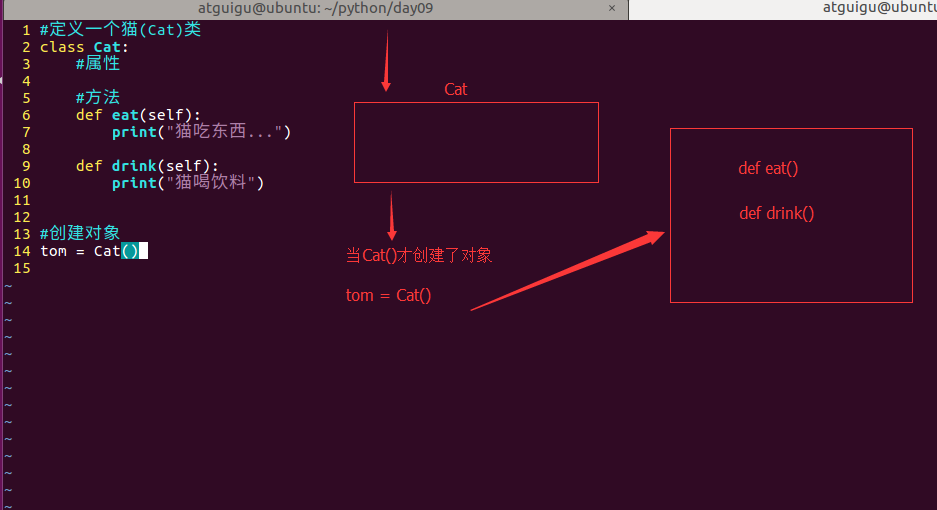 atguigu@ubuntu: ~/python/day09
×
atguigu@ubuntu
1 #定义一个猫(Cat)类
2 class Cat:
3     #属性
4
5     #方法
6     def eat(self):
7         print("猫吃东西...")
8
9     def drink(self):
10         print("猫喝饮料")
11
12
13 #创建对象
14 tom = Cat()
15
~
~
~
~
~
~
~
~
~
~
~
~
~
~
Cat
当Cat()才创建了对象
tom = Cat()
def eat()
def drink()